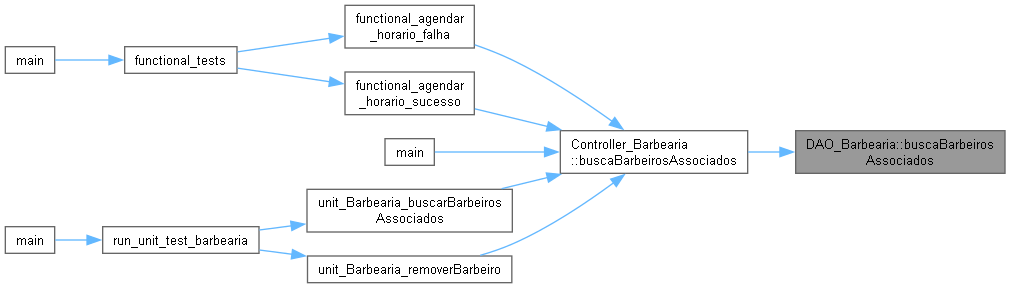 functional_agendar
_horario_falha
main
functional_tests
functional_agendar
_horario_sucesso
Controller_Barbearia
::buscaBarbeirosAssociados
DAO_Barbearia::buscaBarbeiros
Associados
main
unit_Barbearia_buscarBarbeiros
Associados
main
run_unit_test_barbearia
unit_Barbearia_removerBarbeiro